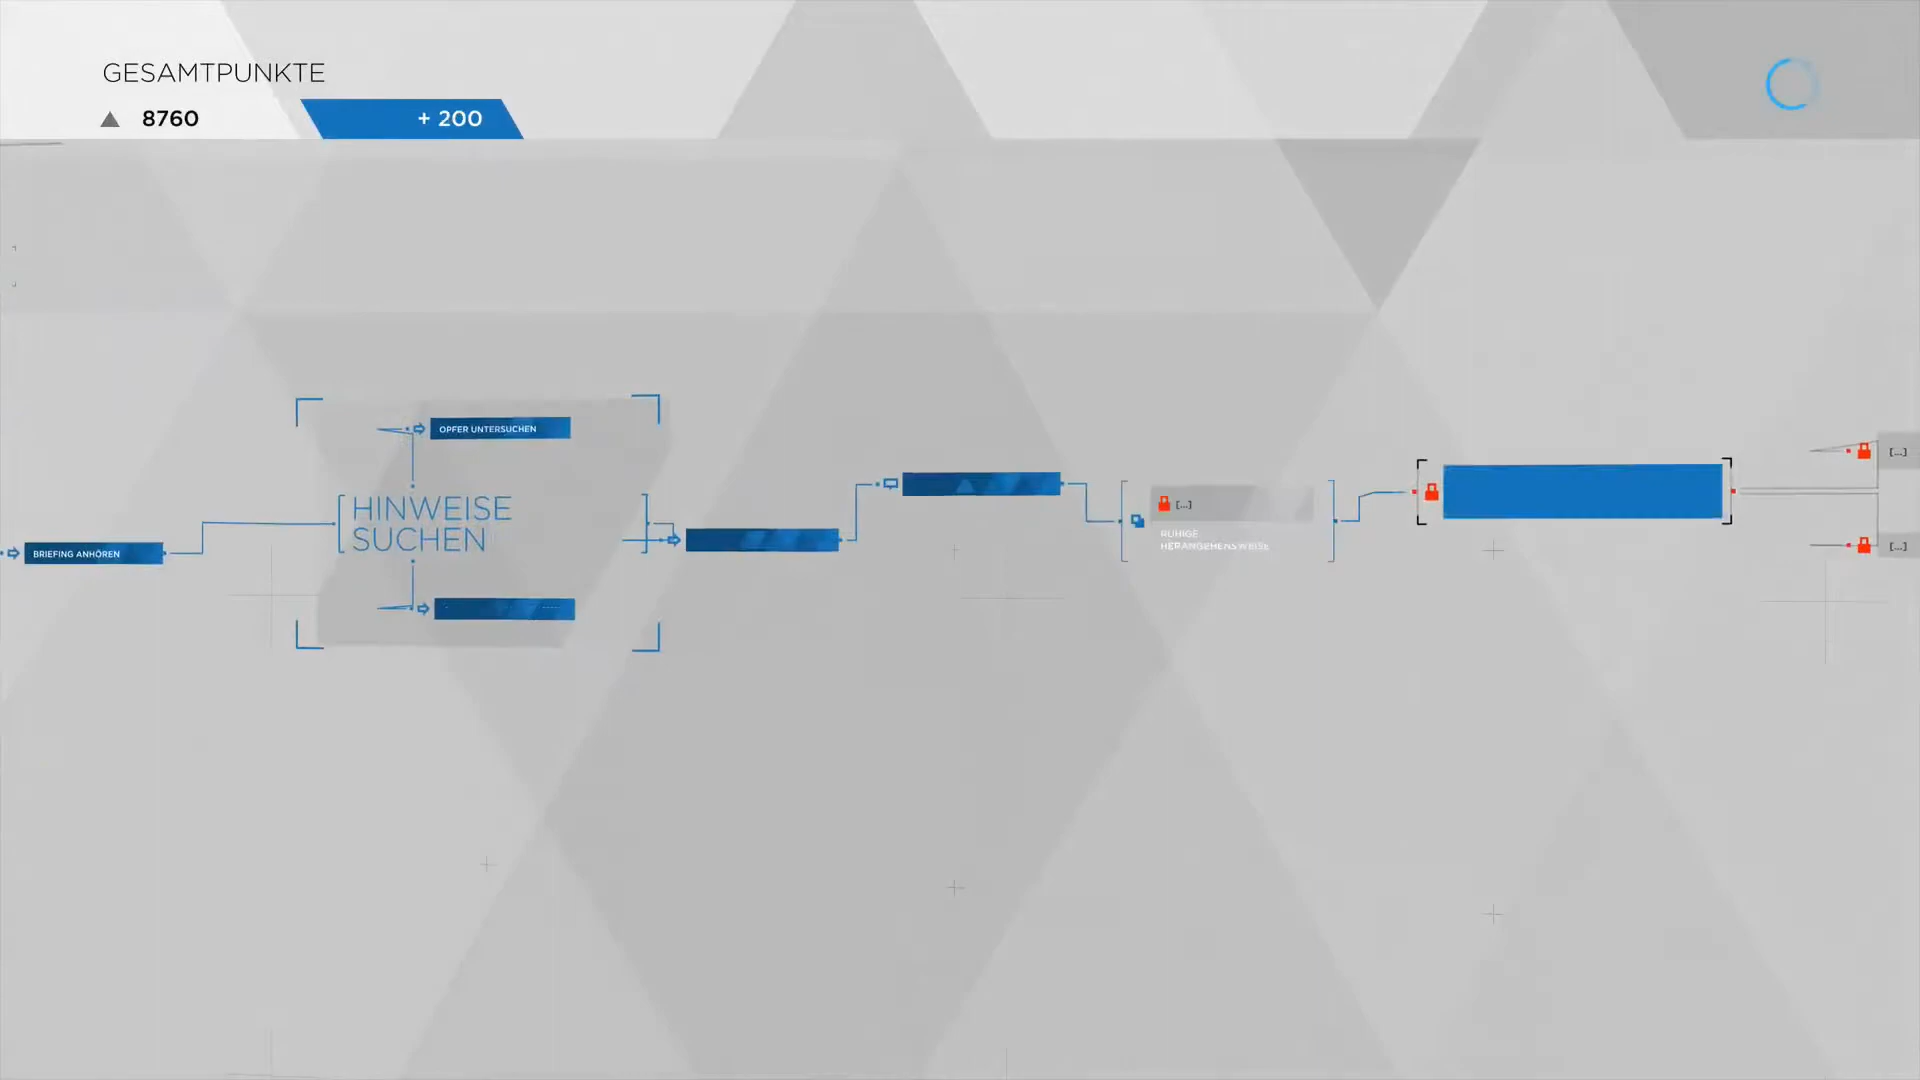 GESAMTPUNKTE
8760
+ 200
OPFER UNTERSUCHEN
HINWEISE
SUCHEN
BRIEFING ANHÖREN
[...]
RUHIGE
HERANGEHENSWEISE
[...]
[...]